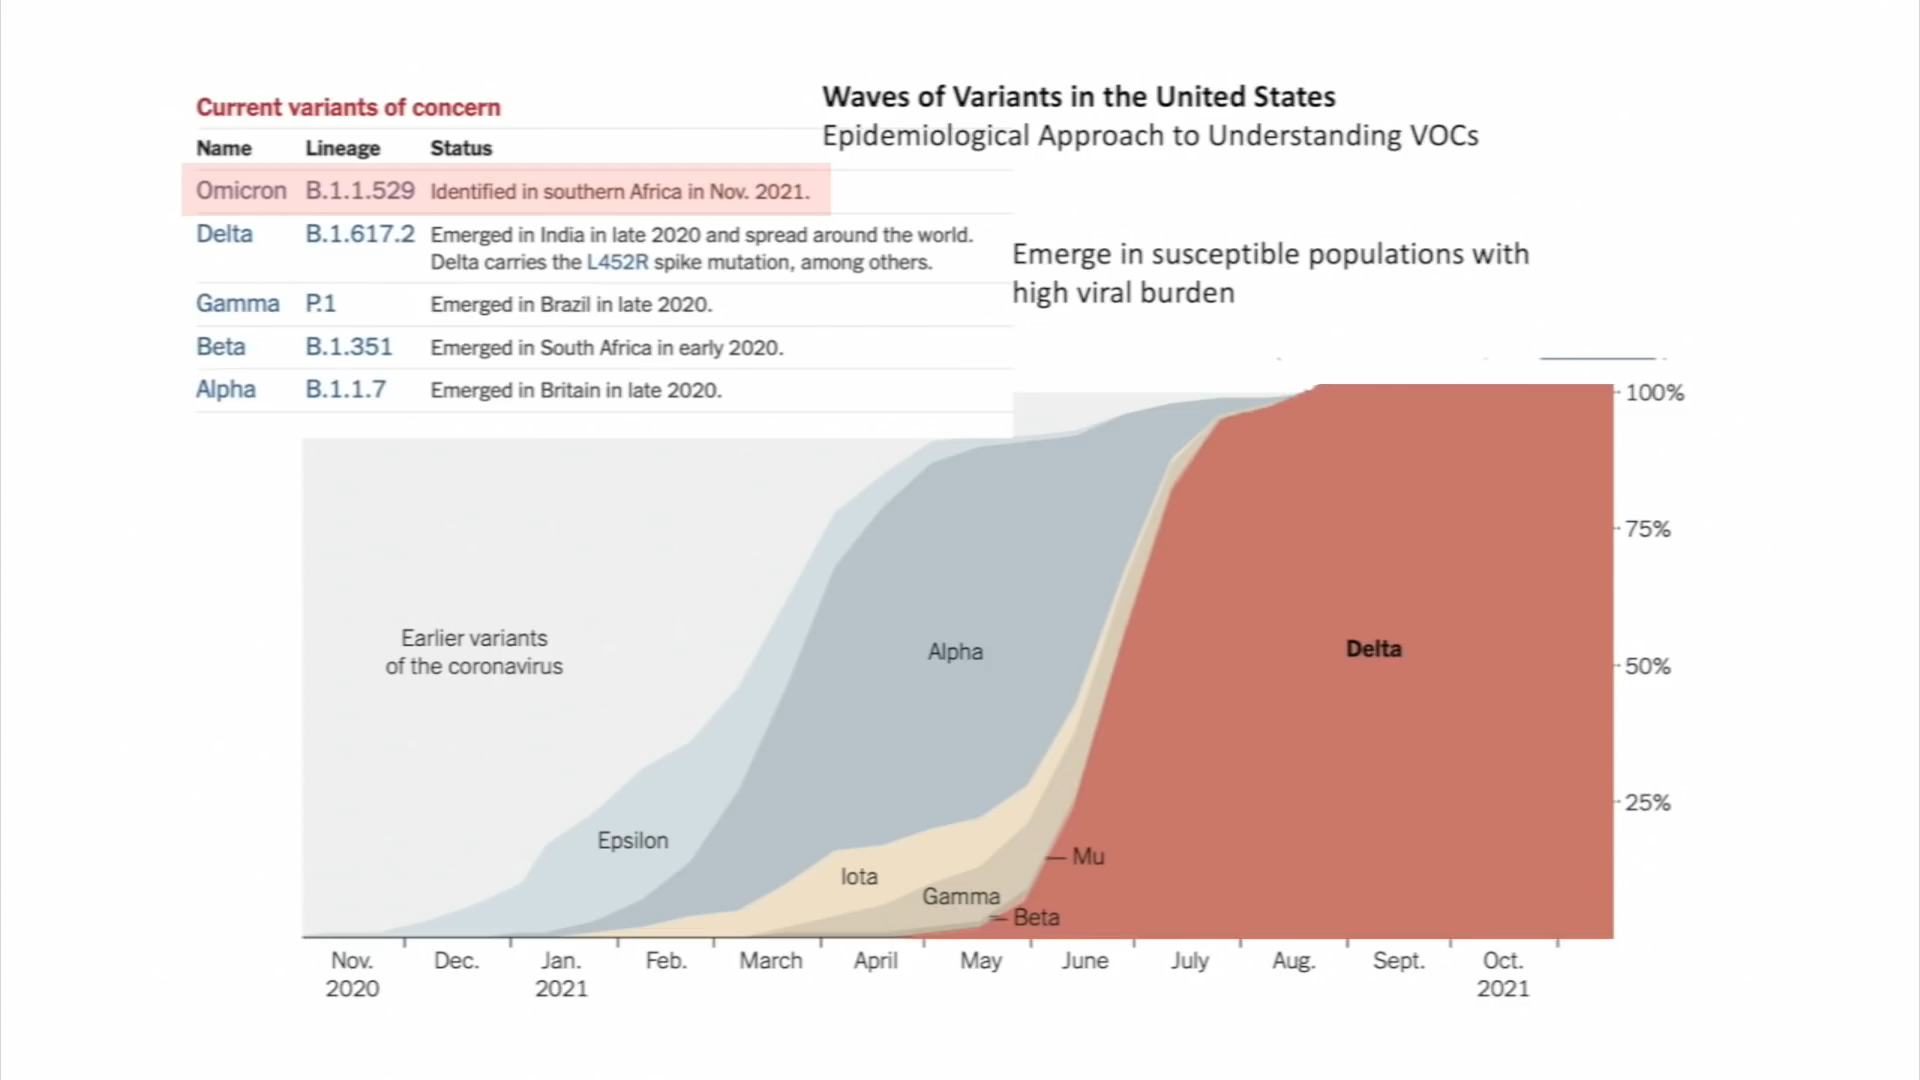 Waves of Variants in the United States
Epidemiological Approach to Understanding VOCs
Current variants of concern
Name Lineage Status
Omicron B.1.1.529 Identified in southern Africa in Nov. 2021.
Delta B.1.617.2 Emerged in India in late 2020 and spread around the world.
Delta carries the L452R spike mutation, among others.
Gamma P.1 Emerged in Brazil in late 2020.
Beta B.1.351 Emerged in South Africa in early 2020.
Alpha B.1.1.7 Emerged in Britain in late 2020.
Emerge in susceptible populations with
high viral burden
100%
75%
50%
25%
Earlier variants
of the coronavirus
Alpha
Delta
Epsilon
Iota
Gamma
Mu
Beta
Nov. Dec. Jan. Feb. March April May June July Aug. Sept. Oct.
2020 2021 2021